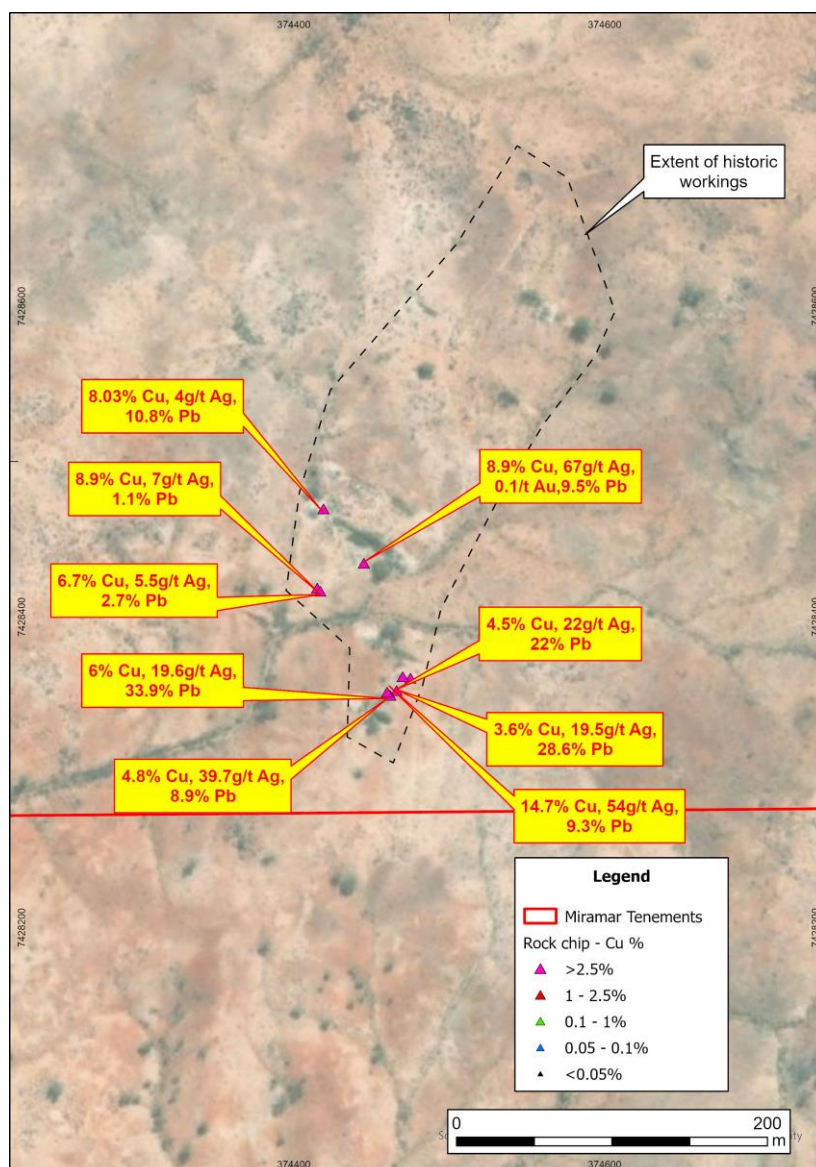 374400
374600
Extent of historic
workings
7428600
7428600
8.03% Cu, 4g/t Ag,
10.8% Pb
8.9% Cu, 7g/t Ag,
1.1% Pb
8.9% Cu, 67g/t Ag,
0.1/t Au,9.5% Pb
6.7% Cu, 5.5g/t Ag,
2.7% Pb
7428400
7428400
4.5% Cu, 22g/t Ag,
22% Pb
6% Cu, 19.6g/t Ag,
33.9% Pb
3.6% Cu, 19.5g/t Ag,
28.6% Pb
4.8% Cu, 39.7g/t Ag,
8.9% Pb
14.7% Cu, 54g/t Ag,
9.3% Pb
Legend
Miramar Tenements
Rock chip - Cu %
>2.5%
1 - 2.5%
0.1 - 1%
0.05 - 0.1%
<0.05%
7428200
7428200
0
200
m
374400
374600